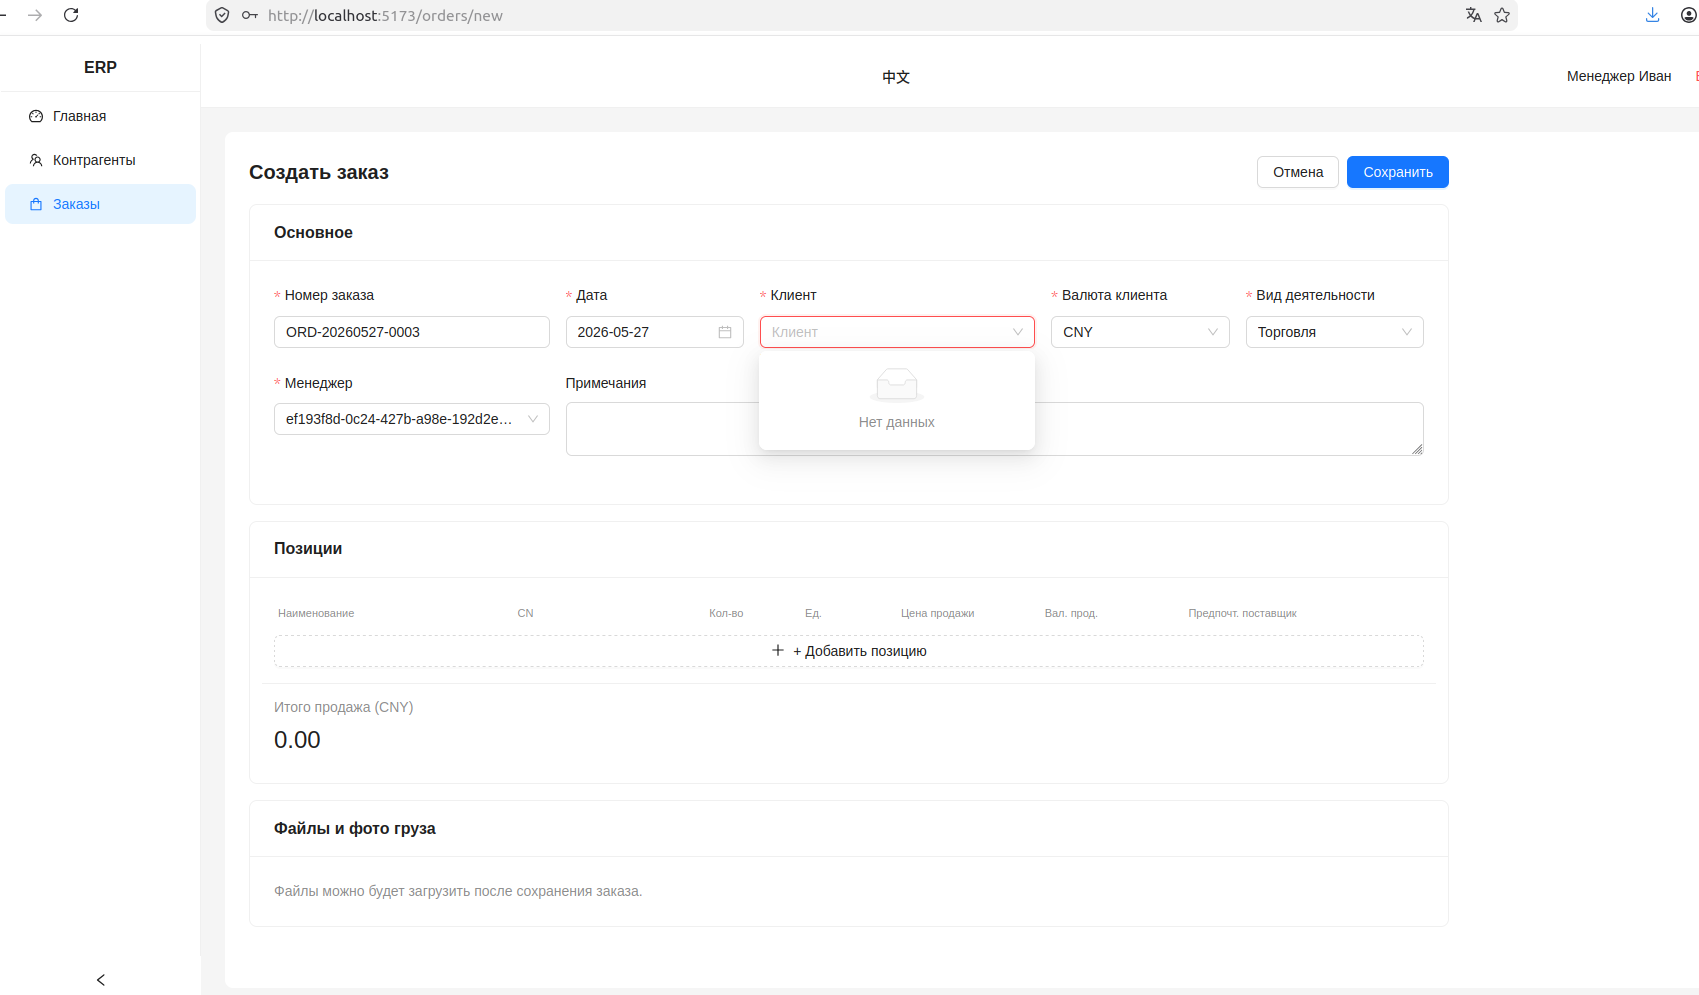 http://localhost:5173/orders/new
ERP
中文
Менеджер Иван
Главная
Контрагенты
Заказы
Создать заказ
Отмена
Сохранить
Основное
* Номер заказа
* Дата
* Клиент
* Валюта клиента
* Вид деятельности
ORD-20260527-0003
2026-05-27
Клиент
CNY
Торговля
* Менеджер
Примечания
ef193f8d-0c24-427b-a98e-192d2e...
Нет данных
Позиции
Наименование
CN
Кол-во
Ед.
Цена продажи
Вал. прод.
Предпочт. поставщик
+ Добавить позицию
Итого продажа (CNY)
0.00
Файлы и фото груза
Файлы можно будет загрузить после сохранения заказа.